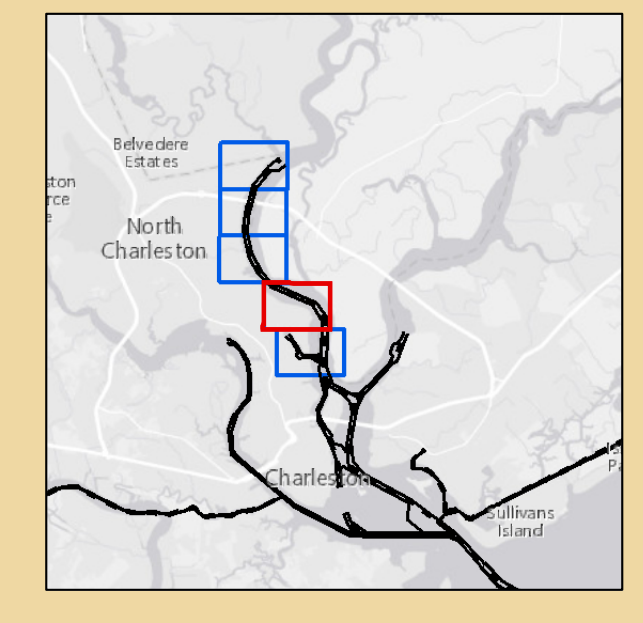 Belvedere
Estates
North
Charleston
Charleston
Sullivans
Island